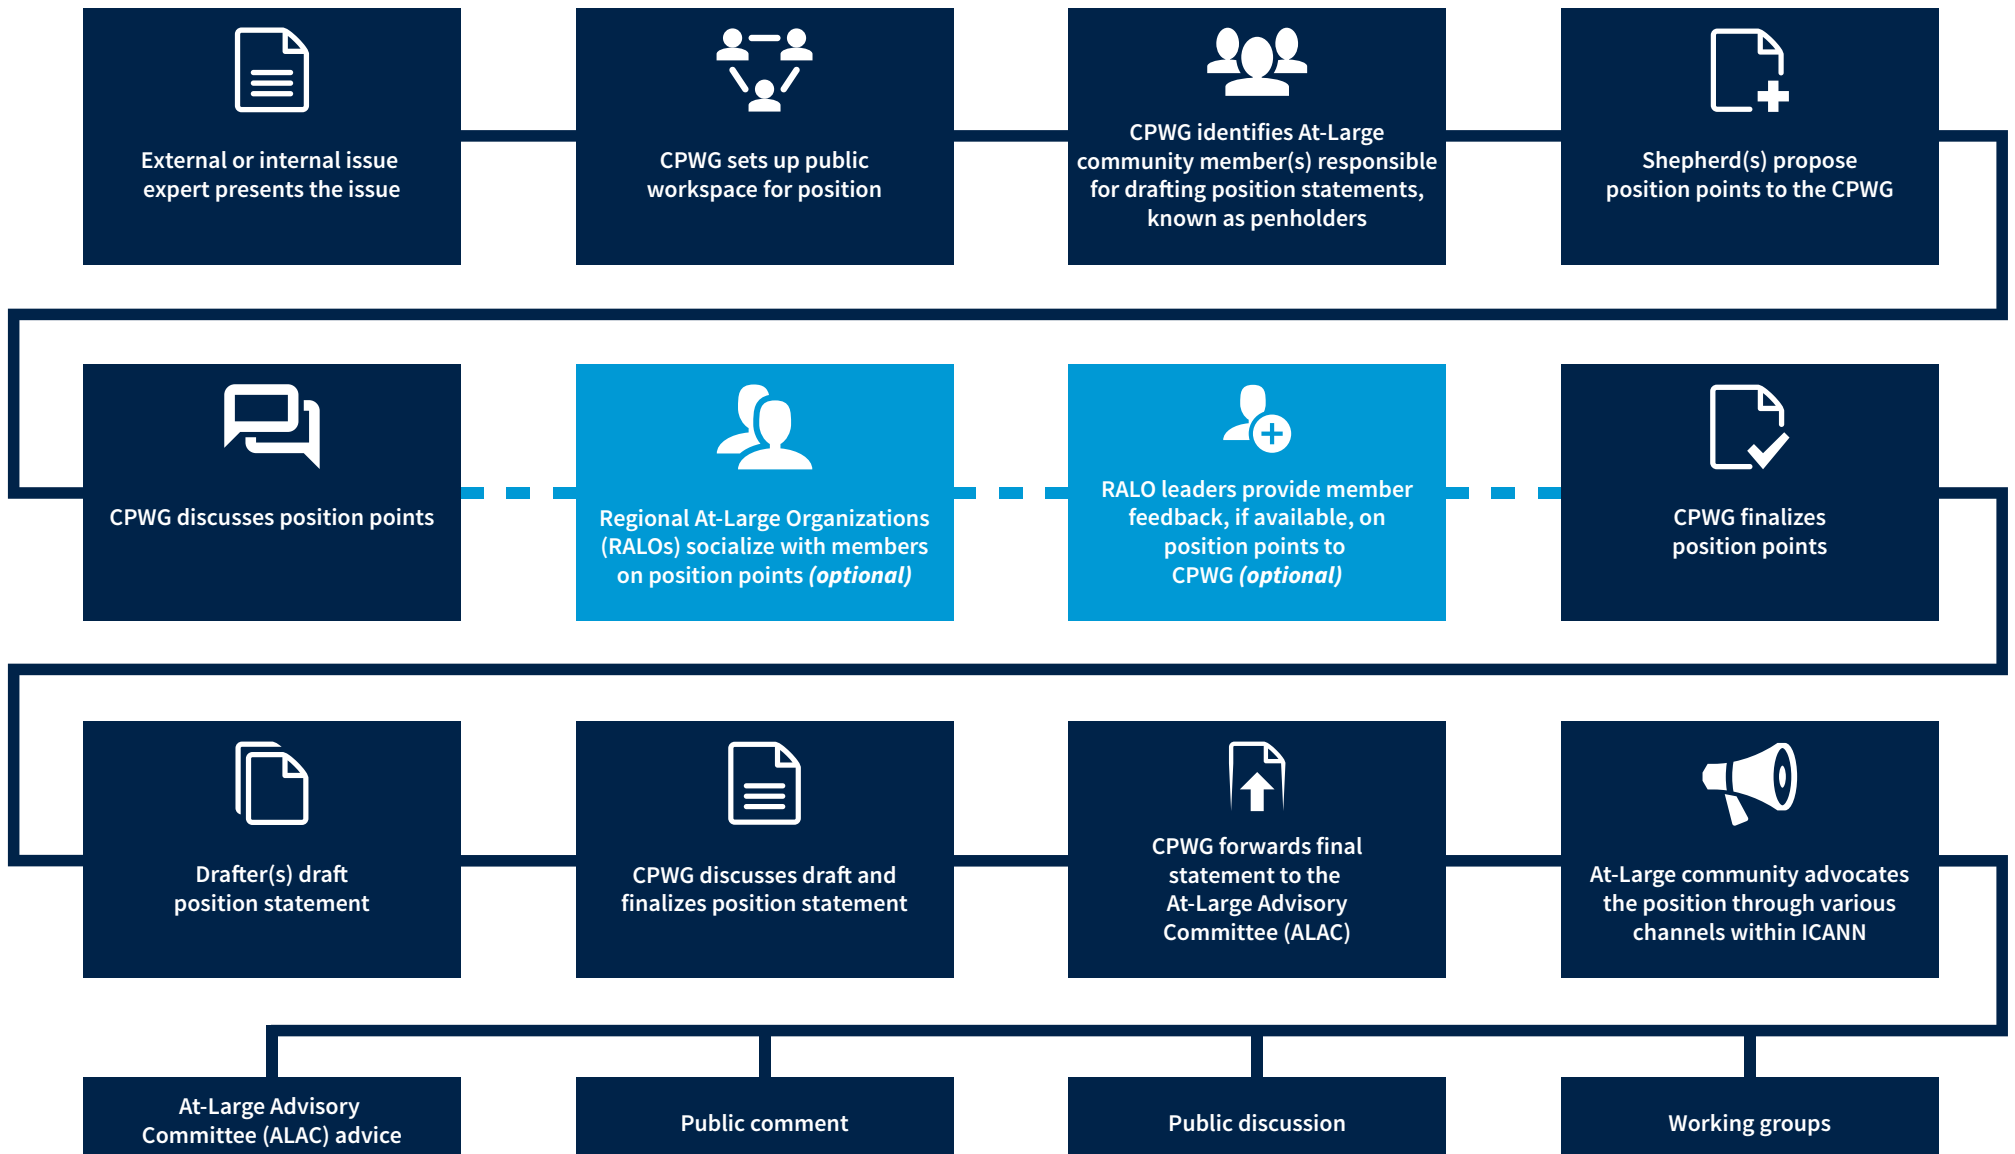 External or internal issue
expert presents the issue
CPWG sets up public
workspace for position
CPWG identifies At-Large
community member(s) responsible
for drafting position statements,
known as penholders
Shepherd(s) propose
position points to the CPWG
CPWG discusses position points
Regional At-Large Organizations
(RALOs) socialize with members
on position points (optional)
RALO leaders provide member
feedback, if available, on
position points to
CPWG (optional)
CPWG finalizes
position points
Drafter(s) draft
position statement
CPWG discusses draft and
finalizes position statement
CPWG forwards final
statement to the
At-Large Advisory
Committee (ALAC)
At-Large community advocates
the position through various
channels within ICANN
At-Large Advisory
Committee (ALAC) advice
Public comment
Public discussion
Working groups